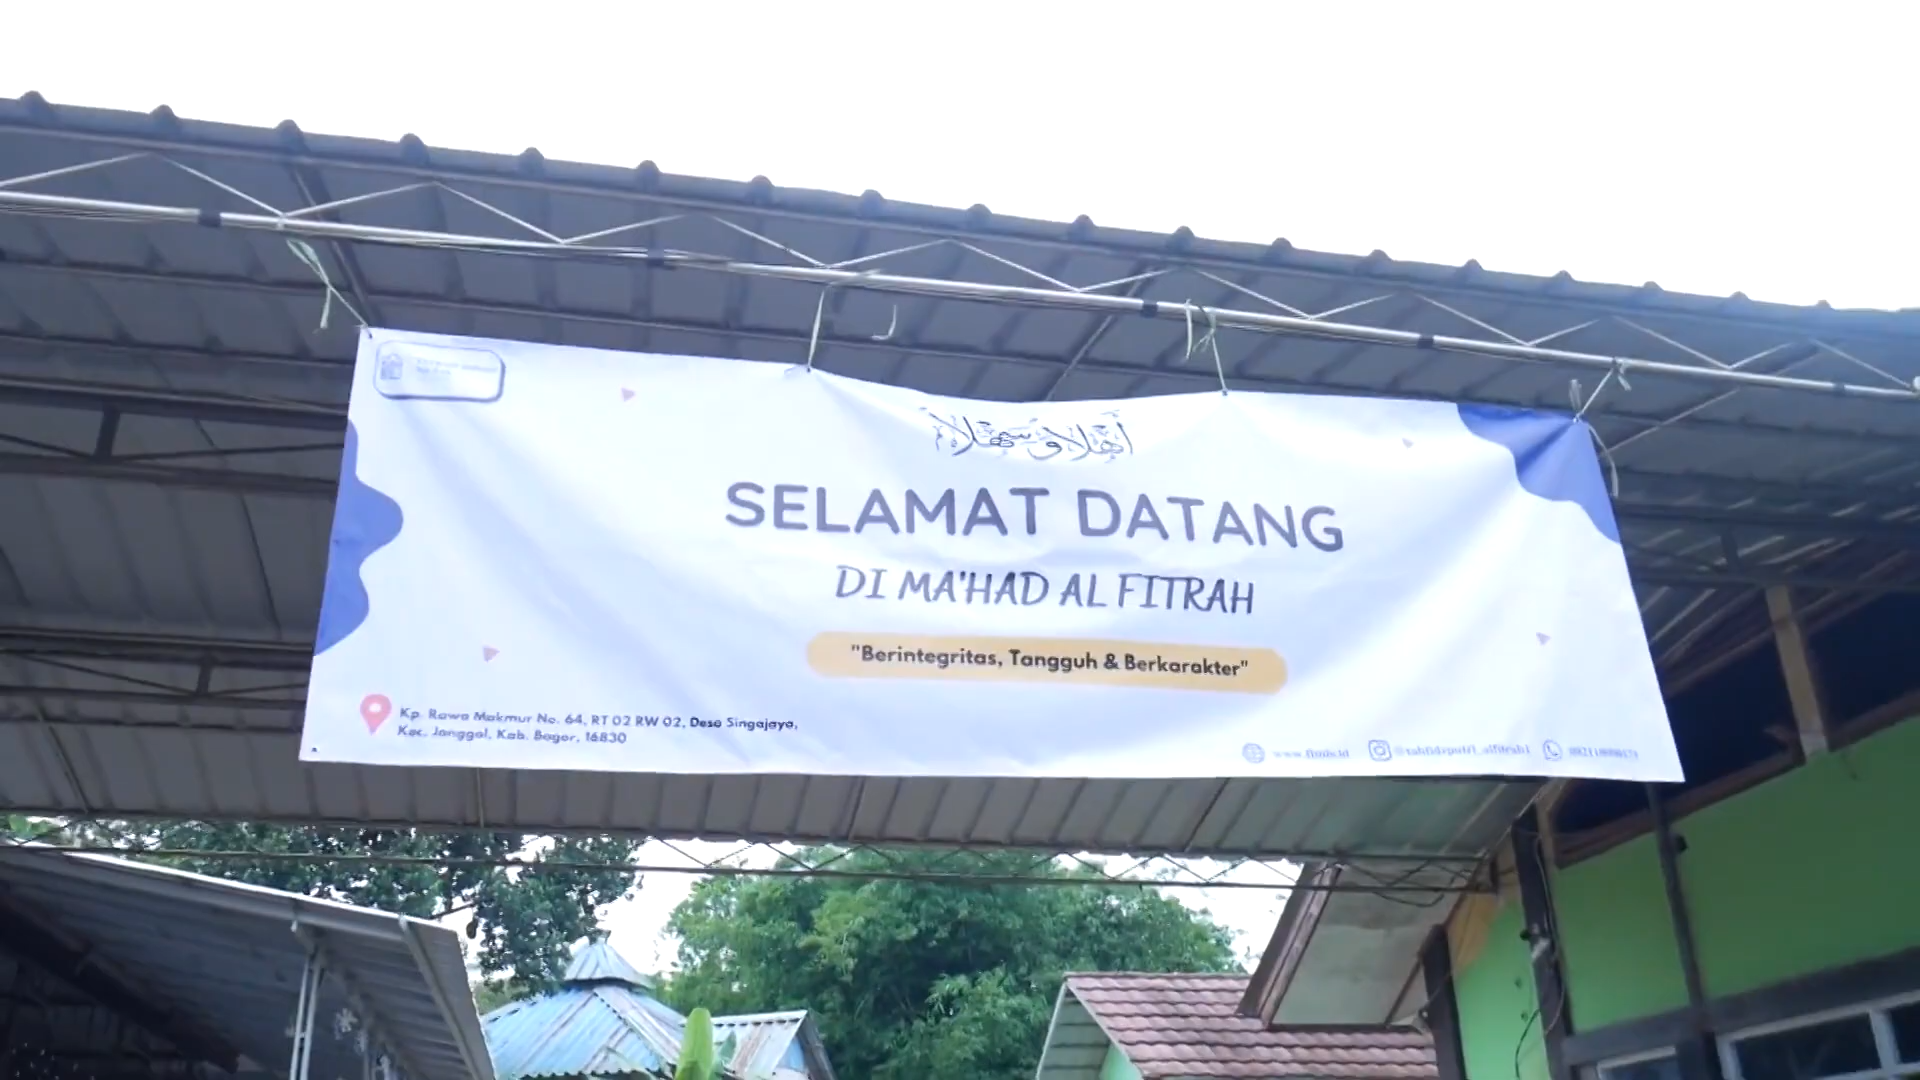 أهلا وسهلا
SELAMAT DATANG
DI MA'HAD AL FITRAH
"Berintegritas, Tangguh & Berkarakter"
Kp. Rawa Makmur No. 64, RT 02 RW 02, Desa Singajaya,
Kec. Jonggol, Kab. Bogor, 16830